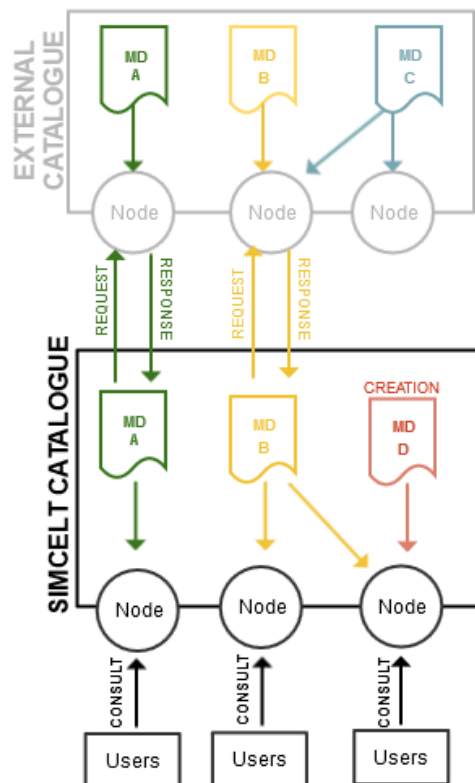 EXTERNAL
CATALOGUE
MD
A
MD
B
MD
C
Node
Node
Node
REQUEST
RESPONSE
REQUEST
RESPONSE
SIMCELT CATALOGUE
CREATION
MD
A
MD
B
MD
D
Node
Node
Node
CONSULT
CONSULT
CONSULT
Users
Users
Users